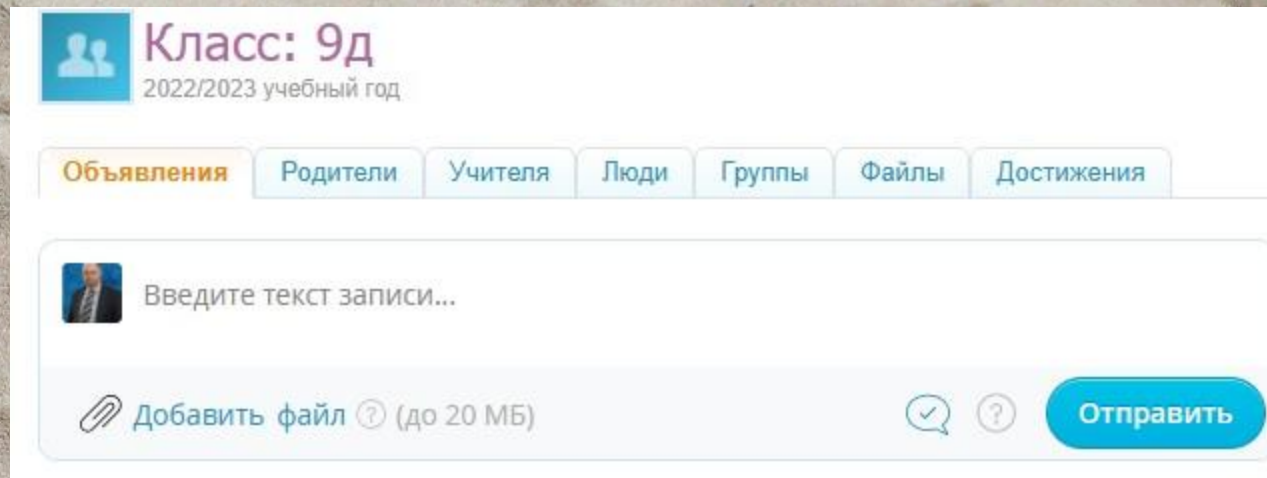 Класс: 9д
2022/2023 учебный год
Объявления Родители Учителя Люди Группы Файлы Достижения
Введите текст записи...
Добавить файл ? (до 20 МБ)
? Отправить